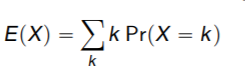 E(X) = ∑ₖ k Pr(X = k)